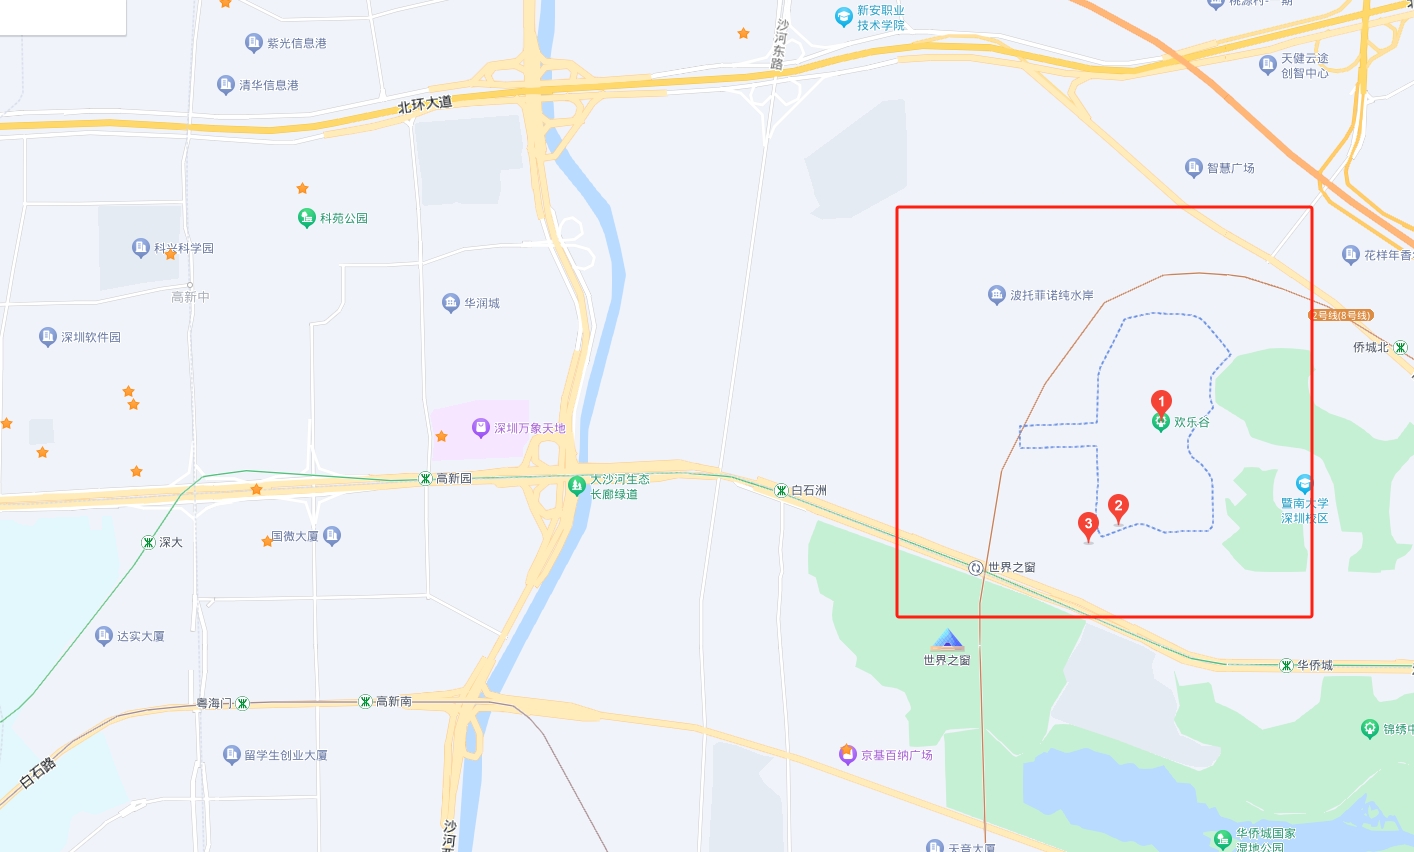 新安职业
技术学院
沙河东路
紫光信息港
清华信息港
天健云途
创智中心
北环大道
智慧广场
科苑公园
科兴科学园
高新中
波托菲诺纯水岸
华润城
2号线(8号线)
侨城北
深圳软件园
1
欢乐谷
深圳万象天地
高新园
大沙河生态
长廊绿道
白石洲
暨南大学
深圳校区
2
3
国微大厦
深大
世界之窗
达实大厦
世界之窗
华侨城
粤海门
高新南
锦绣中
留学生创业大厦
京基百纳广场
白石路
沙河
华侨城国家
湿地公园
天音大厦